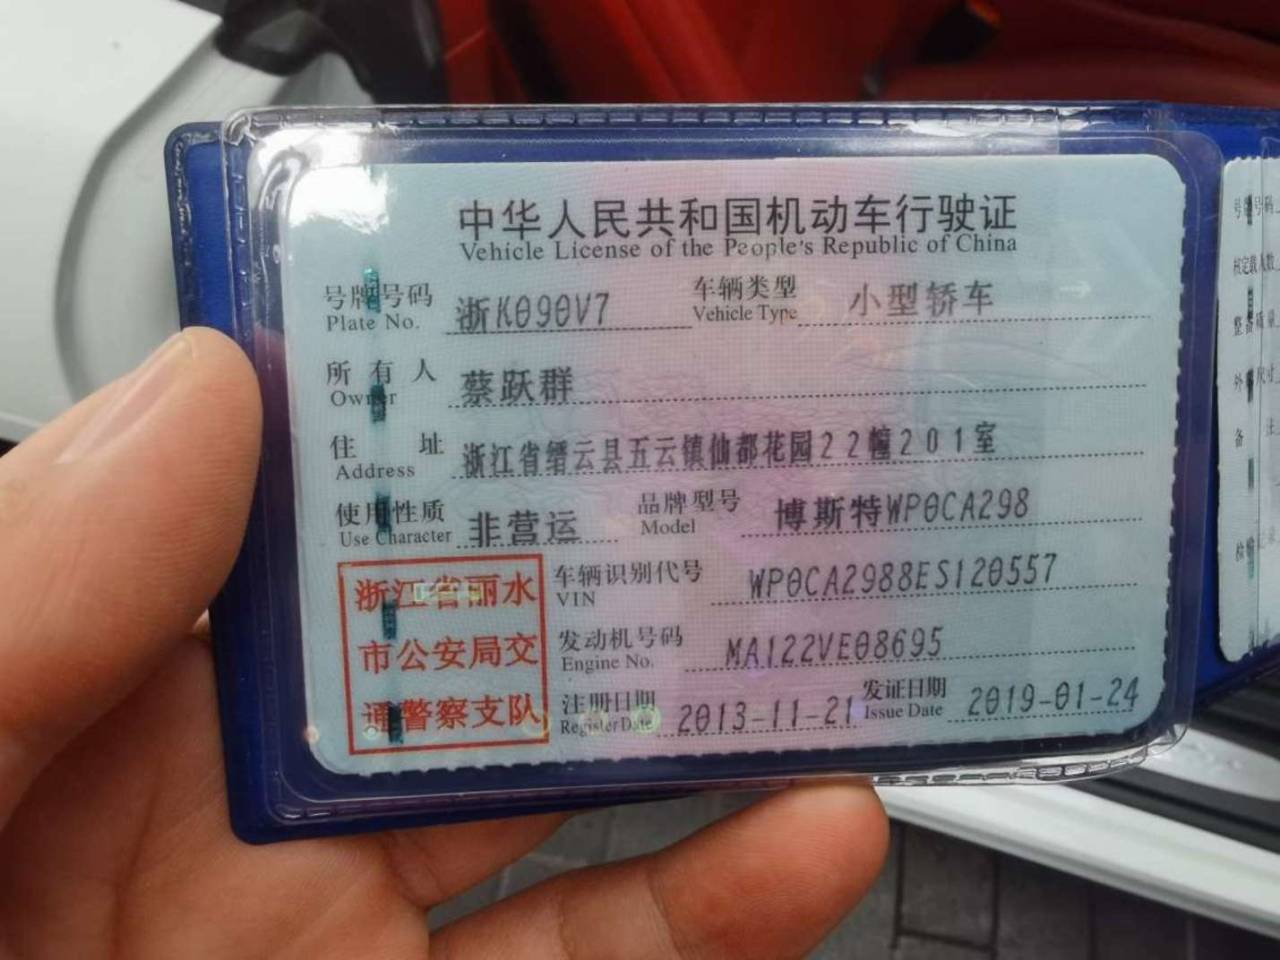 中华人民共和国机动车行驶证
Vehicle License of the People's Republic of China
号牌号码 浙K090V7 车辆类型 小型轿车
Plate No. Vehicle Type
所有人 蔡跃群
Owner
住址 浙江省缙云县五云镇仙都花园22幢201室
Address
使用性质 非营运 品牌型号 博斯特WP0CA298
Use Character Model
浙江省丽水
市公安局交
通警察支队
车辆识别代号 WP0CA2988ES120557
VIN
发动机号码 MA122VE08695
Engine No.
注册日期 2013-11-21 发证日期 2019-01-24
Register Date Issue Date